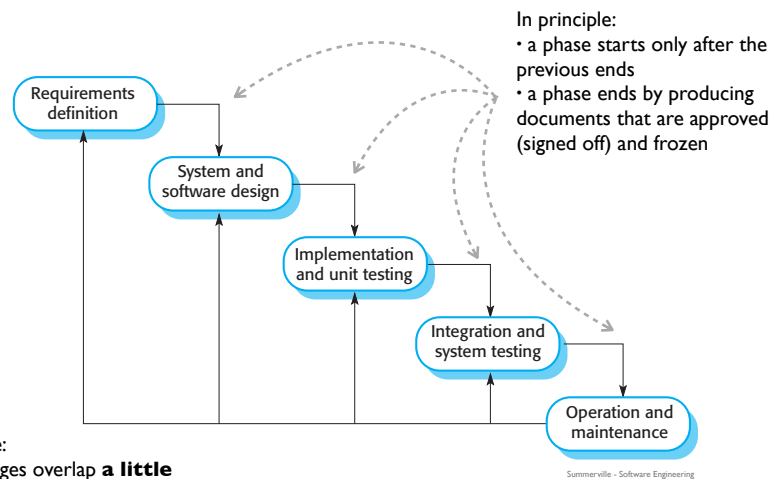 In principle:
• a phase starts only after the
previous ends
• a phase ends by producing
documents that are approved
(signed off) and frozen
Requirements
definition
System and
software design
Implementation
and unit testing
Integration and
system testing
Operation and
maintenance
overlap a little
Summerville - Software Engineering